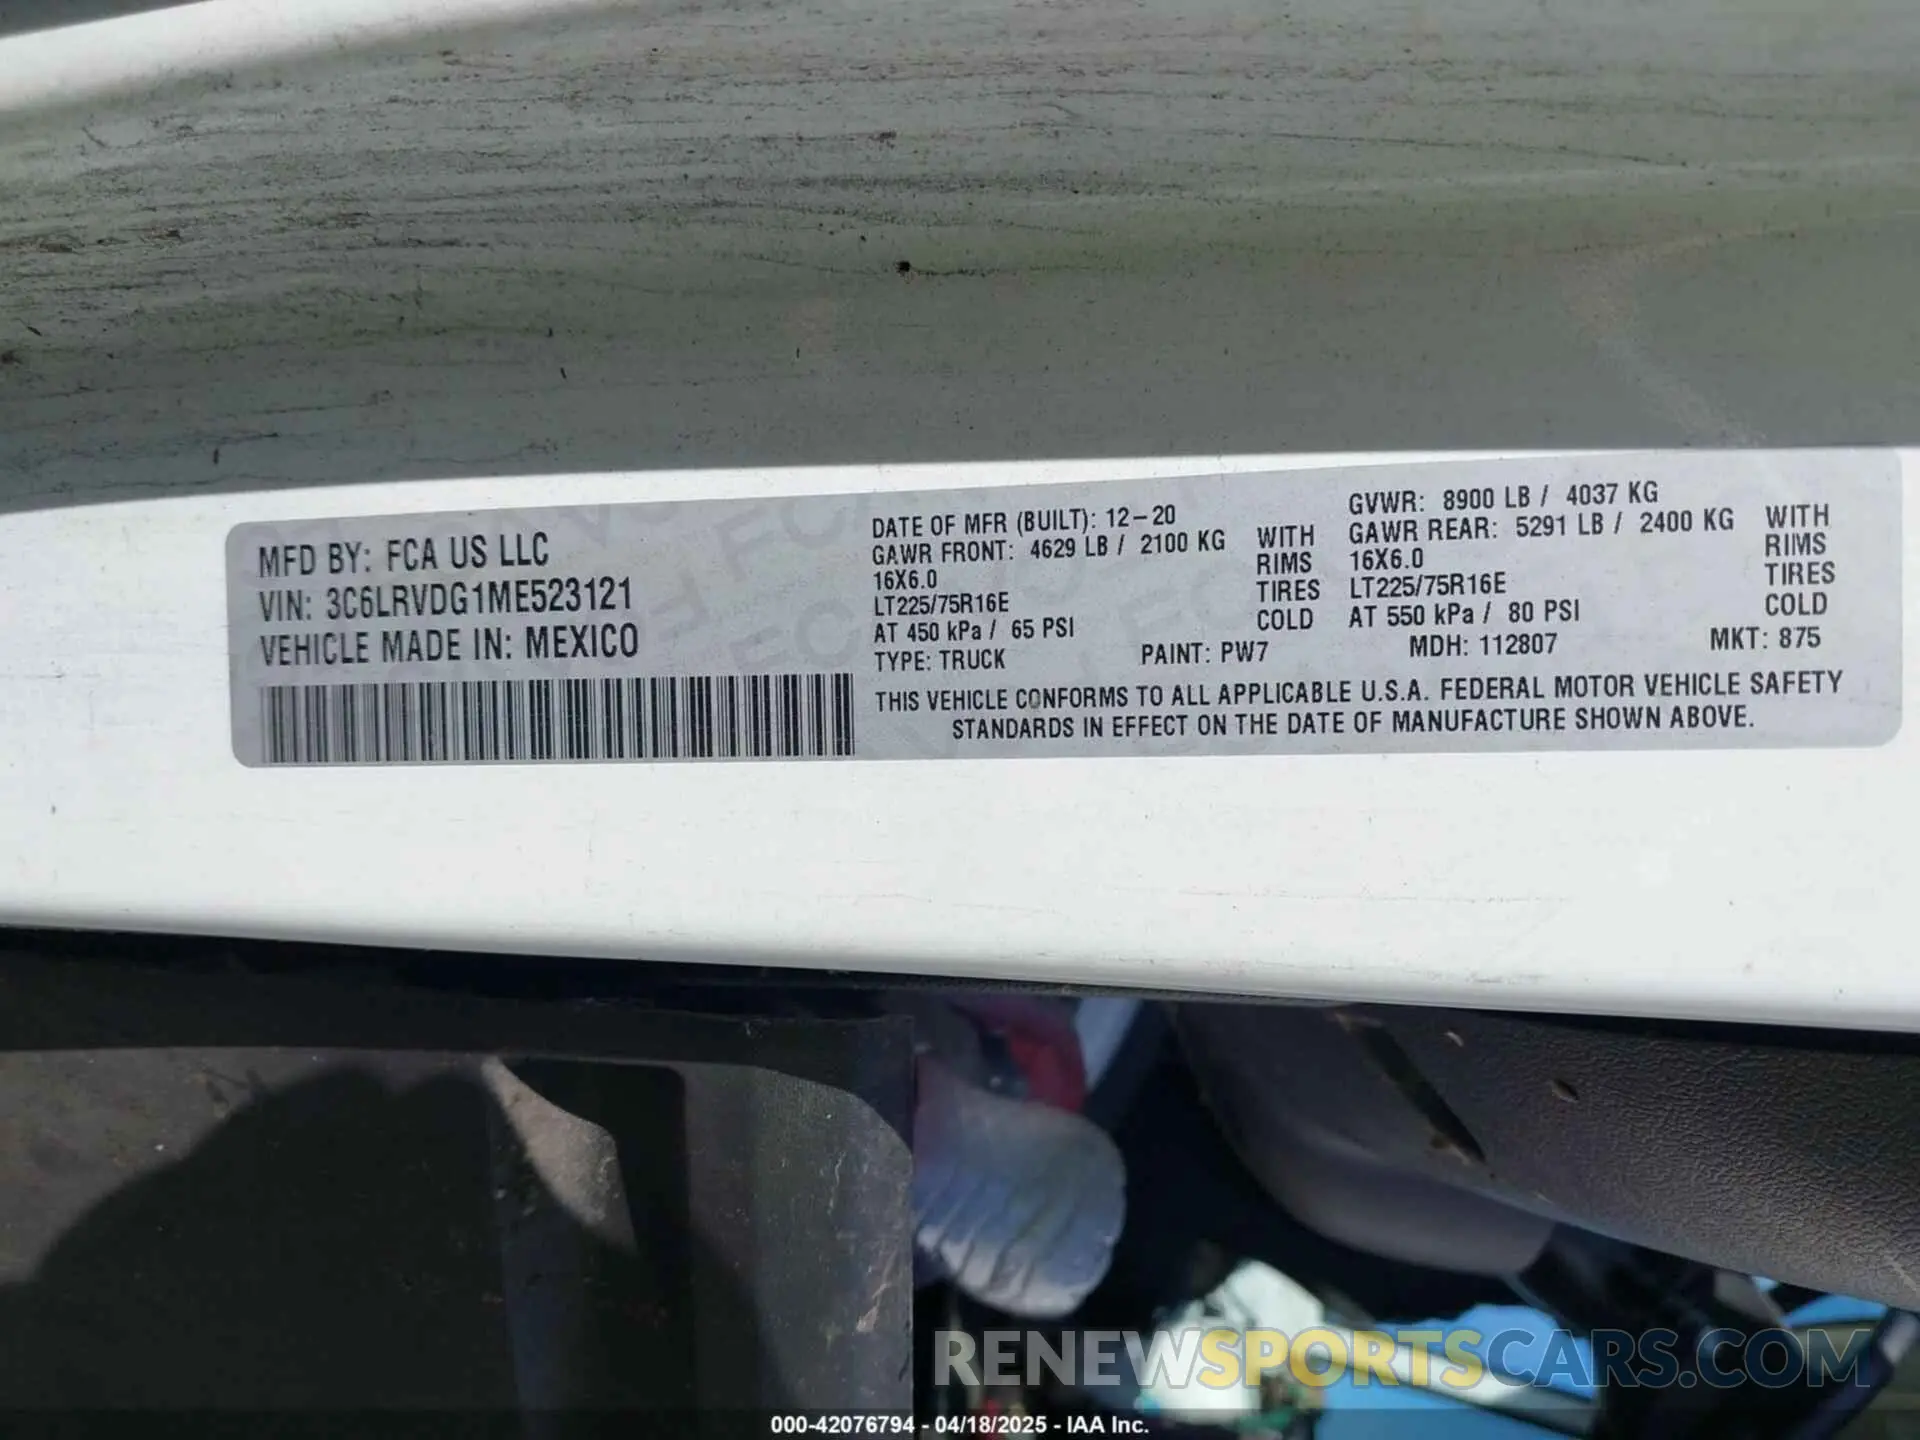 MFD BY: FCA US LLC
VIN: 3C6LRVDG1ME523121
VEHICLE MADE IN: MEXICO
DATE OF MFR (BUILT): 12-20
GAWR FRONT: 4629 LB / 2100 KG
16X6.0
LT225/75R16E
AT 450 kPa / 65 PSI
WITH
RIMS
TIRES
COLD
GVWR: 8900 LB / 4037 KG
GAWR REAR: 5291 LB / 2400 KG
16X6.0
LT225/75R16E
AT 550 kPa / 80 PSI
WITH
RIMS
TIRES
COLD
TYPE: TRUCK PAINT: PW7 MDH: 112807 MKT: 875
THIS VEHICLE CONFORMS TO ALL APPLICABLE U.S.A. FEDERAL MOTOR VEHICLE SAFETY
STANDARDS IN EFFECT ON THE DATE OF MANUFACTURE SHOWN ABOVE.
RENEWSPORTSCARS.COM
000-42076794 - 04/18/2025 - IAA Inc.